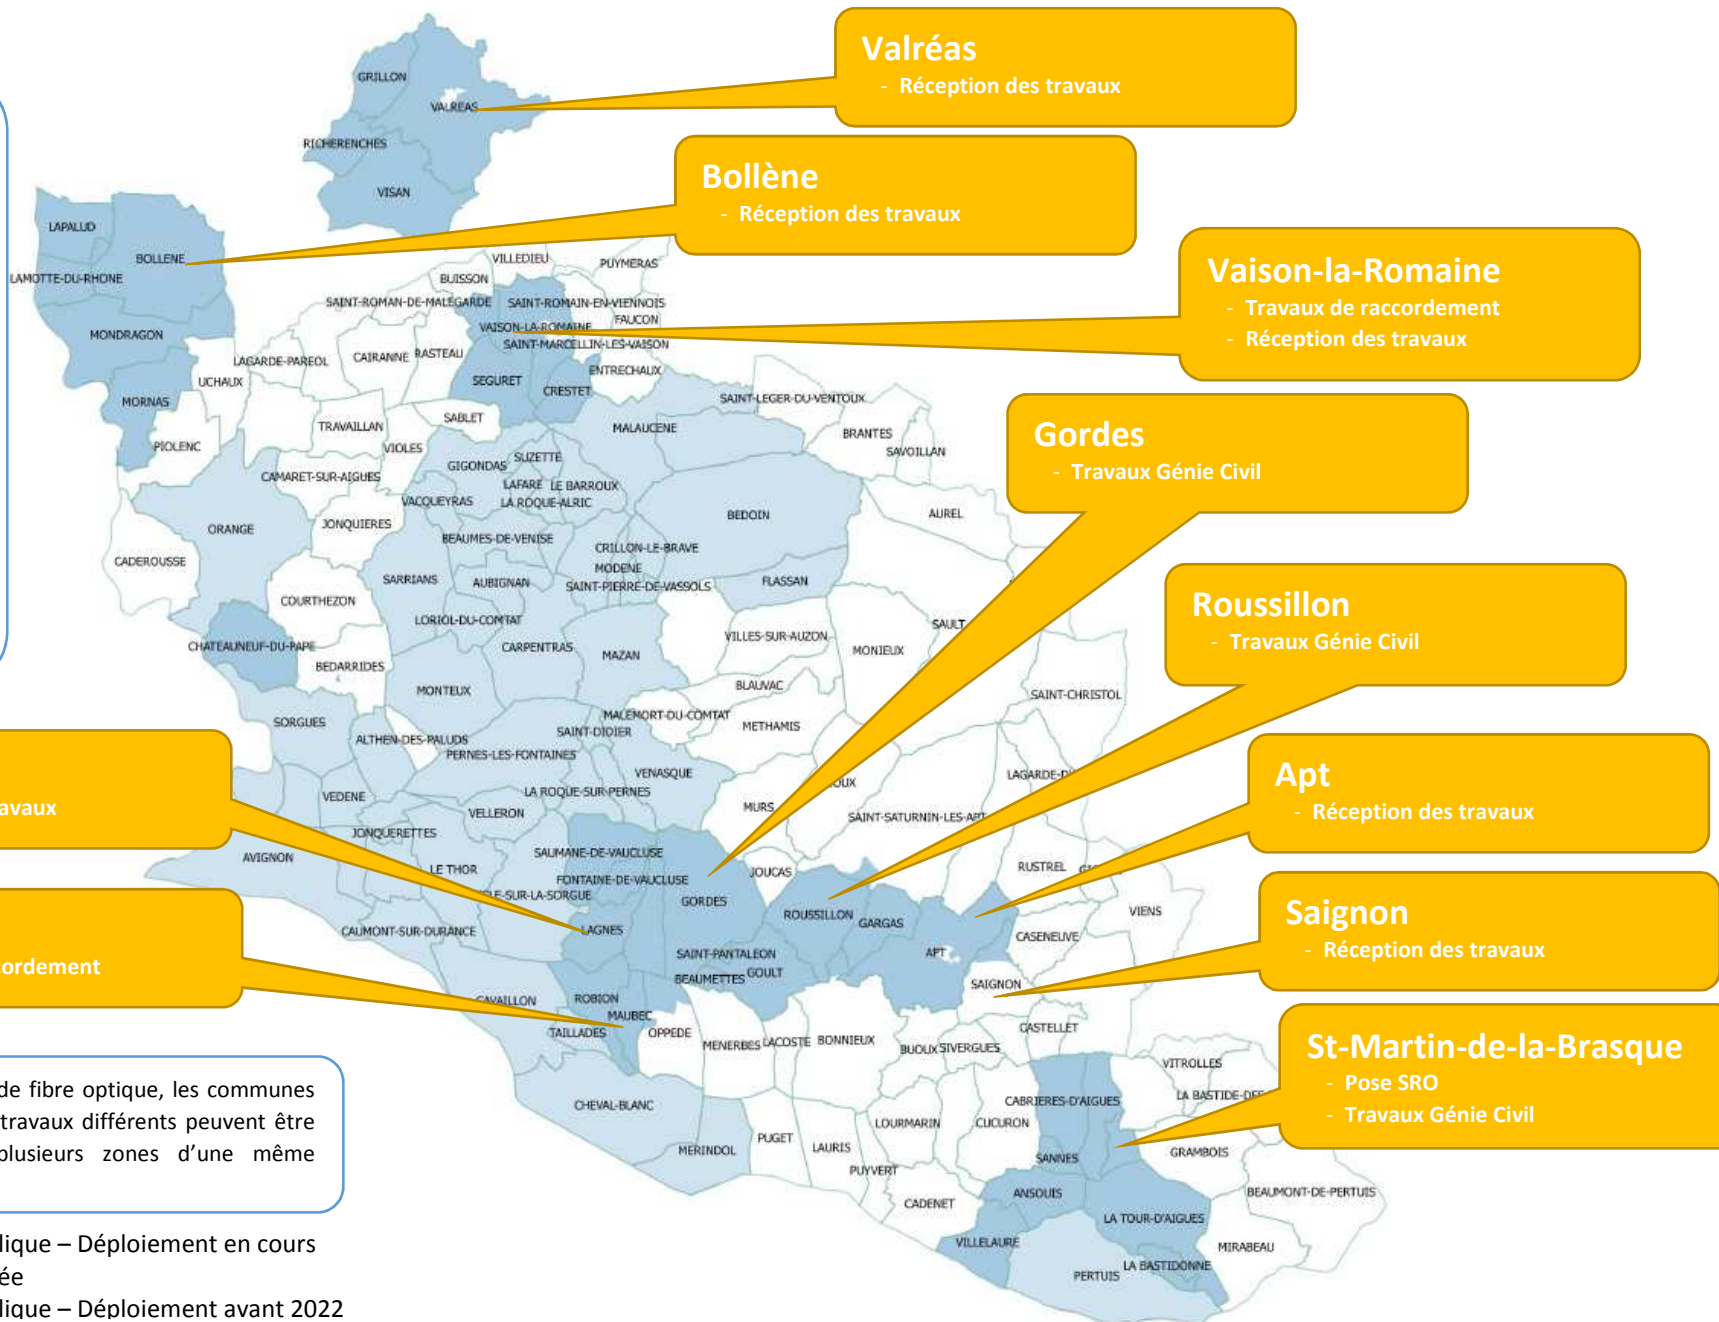 Valréas
- Réception des travaux
Bollène
- Réception des travaux
Vaison-la-Romaine
- Travaux de raccordement
- Réception des travaux
Gordes
- Travaux Génie Civil
Roussillon
- Travaux Génie Civil
Apt
- Réception des travaux
Saignon
- Réception des travaux
St-Martin-de-la-Brasque
- Pose SRO
- Travaux Génie Civil
GRILLON
VALREAS
RICHERENCHES
VISAN
LAPALUD
BOLLENE
LAMOTTE-DU-RHONE
MONDRAGON
MORNAS
VILLEDIEU
PUYMERAS
BUISSON
SAINT-ROMAN-DE-MALEGARDE
SAINT-ROMAIN-EN-VIENNOIS
FAUCON
VAISON-LA-ROMAINE
SAINT-MARCELLIN-LES-VAISON
LAGARDE-PAREOL
CAIRANNE
RASTEAU
ENTRECHAUX
UCHAUX
SEGURET
CRESTET
SAINT-LEGER-DU-VENTOUX
TRAVAILLAN
SABLET
MALAUCENE
BRANTES
SAVOILLAN
PIOLENC
VIOLES
CAMARET-SUR-AIGUES
GIGONDAS
SUZETTE
LAFARE
LE BARROUX
VACQUEYRAS
LA ROQUE-ALRIC
ORANGE
JONQUIERES
BEDOIN
AUREL
BEAUMES-DE-VENISE
CRILLON-LE-BRAVE
CADEROUSSE
MODENE
SARRIANS
AUBIGNAN
SAINT-PIERRE-DE-VASSOLS
FLASSAN
COURTHEZON
LORIOL-DU-COMTAT
SAULT
CHATEAUNEUF-DU-PAPE
VILLES-SUR-AUZON
BEDARRIDES
CARPENTRAS
MAZAN
MONIEUX
MONTEUX
BLAUVAC
SAINT-CHRISTOL
SORGUES
MALEMORT-DU-COMTAT
METHAMIS
SAINT-DIDIER
ALTHEN-DES-PALUDS
PERNES-LES-FONTAINES
VENASQUE
LAGARDE-D'
OUX
VEDENE
LA ROQUE-SUR-PERNES
MURS
SAINT-SATURNIN-LES-APT
VELLERON
JONQUERETTES
AVIGNON
SAUMANE-DE-VAUCLUSE
LE THOR
FONTAINE-DE-VAUCLUSE
JOUCAS
RUSTREL
SLE-SUR-LA-SORGUE
GORDES
ROUSSILLON
GARGAS
VIENS
CAUMONT-SUR-DURANCE
LAGNES
CASENEUVE
SAINT-PANTALEON
APT
BEAUMETTES
GOULT
SAIGNON
CAVAILLON
ROBION
MAUBEC
TAILLADES
OPPEDE
MENERBES
LACOSTE
BONNIEUX
BUOUX
SIVERGUES
CASTELLET
VITROLLES
LA BASTIDE-DES
CHEVAL-BLANC
CABRIERES-D'AIGUES
LOURMARIN
CUCURON
PUGET
LAURIS
MERINDOL
SANNES
GRAMBOIS
PUYVERT
CADENET
ANSOUIS
BEAUMONT-DE-PERTUIS
LA TOUR-D'AIGUES
VILLELAURE
MIRABEAU
PERTUIS
LA BASTIDONNE
avaux
cordement
de fibre optique, les communes
travaux différents peuvent être
plusieurs zones d'une même
lique – Déploiement en cours
ée
lique – Déploiement avant 2022